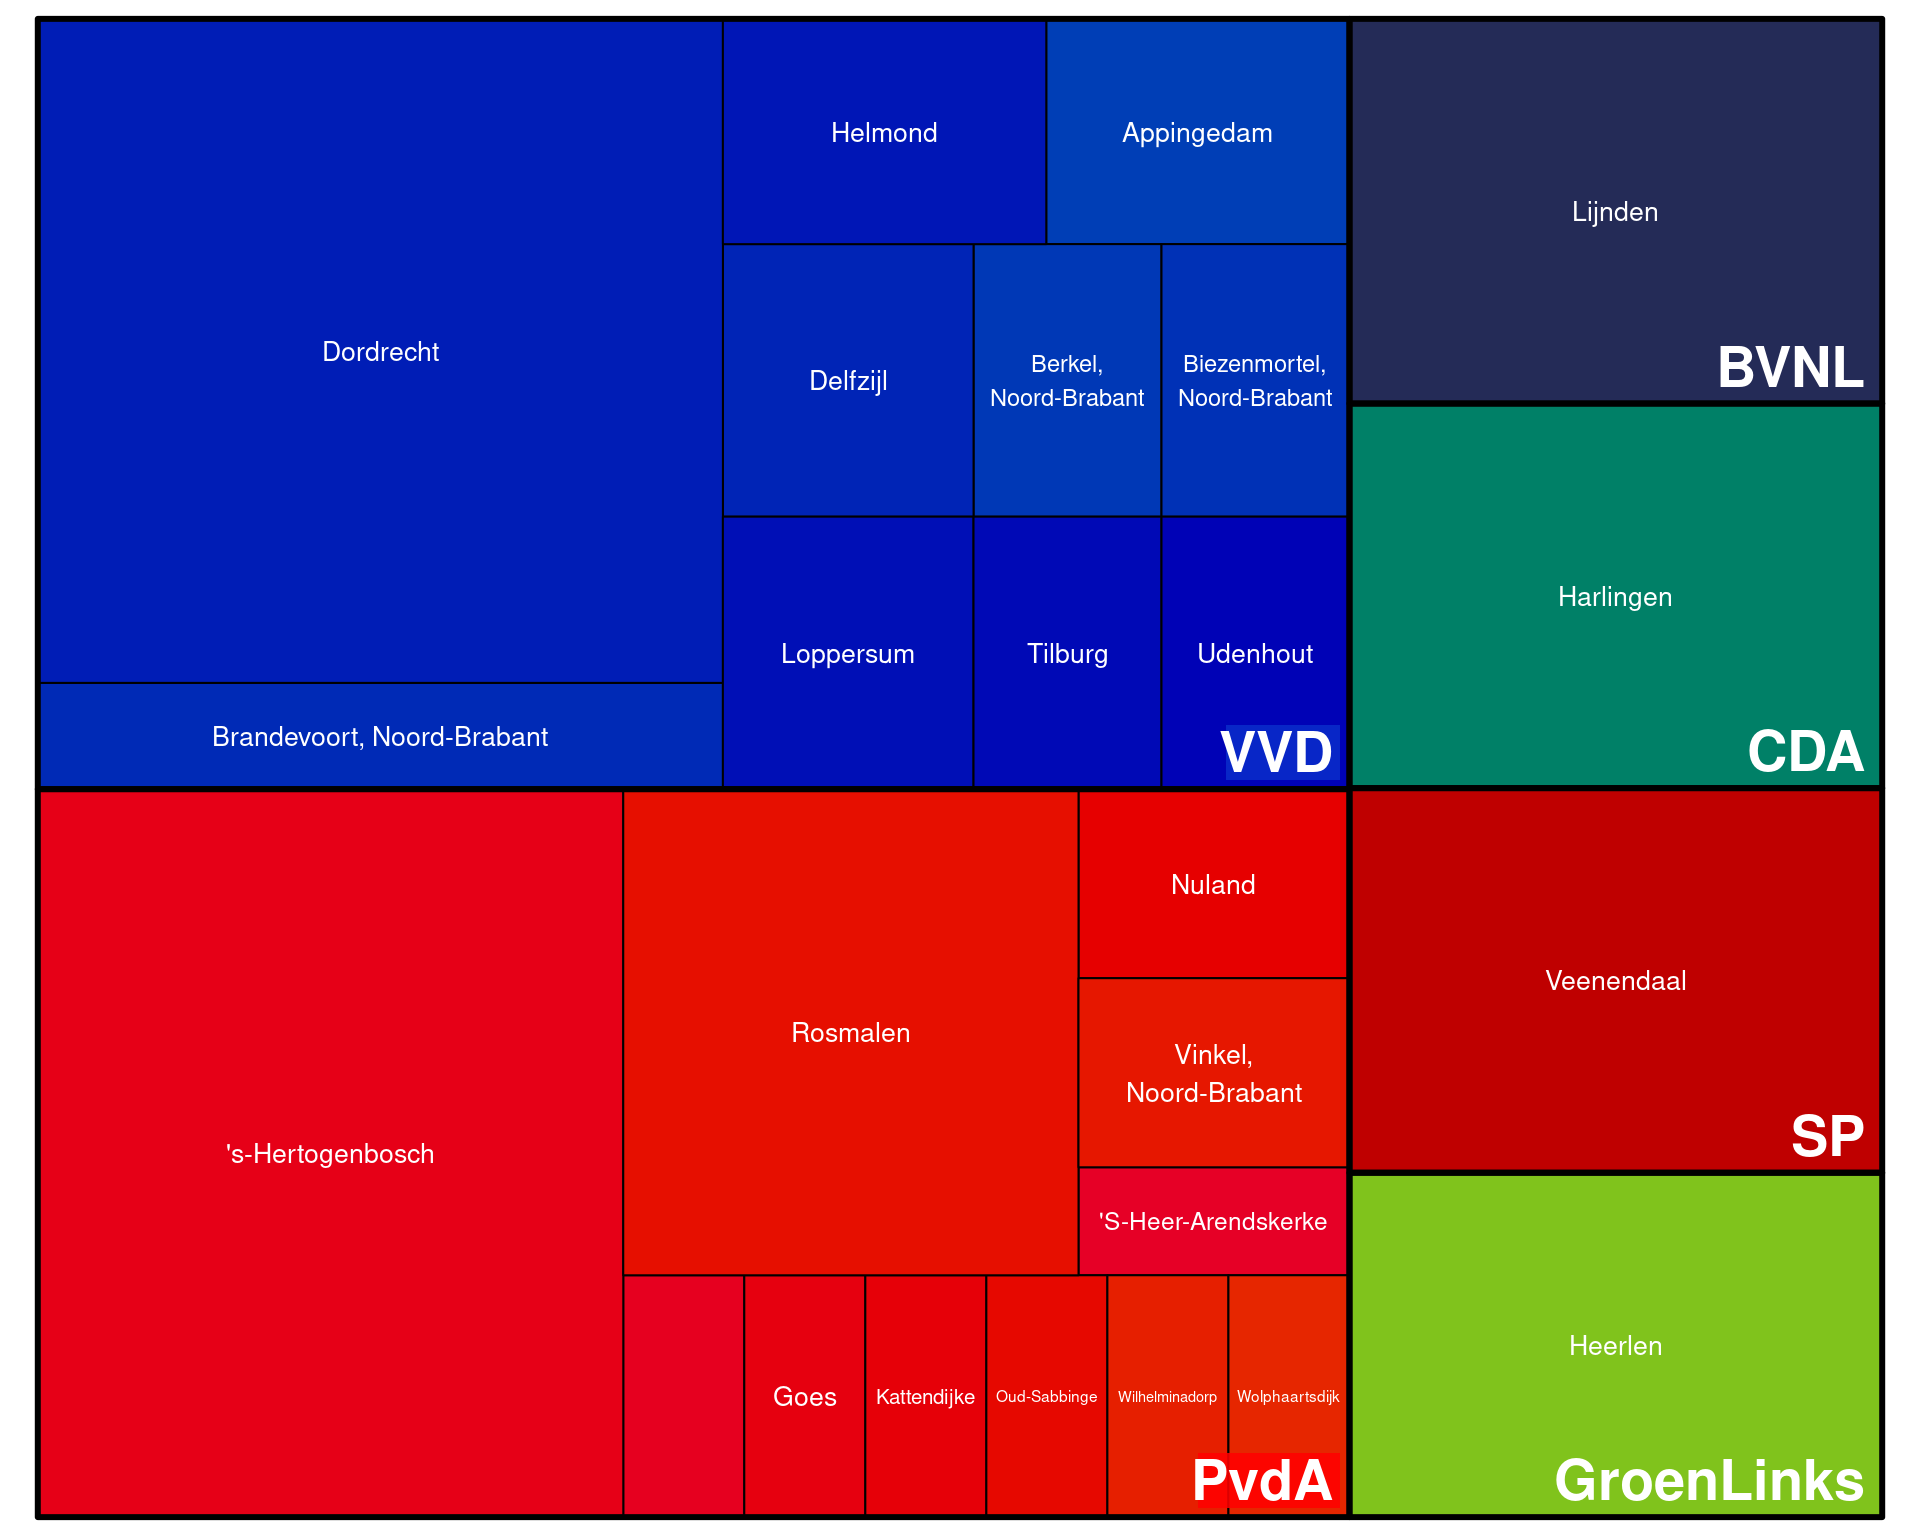 Dordrecht
Brandevoort, Noord-Brabant
Helmond
Appingedam
Delfzijl
Berkel,
Noord-Brabant
Biezenmortel,
Noord-Brabant
Loppersum
Tilburg
Udenhout
VVD
's-Hertogenbosch
Rosmalen
Nuland
Vinkel,
Noord-Brabant
'S-Heer-Arendskerke
Goes
Kattendijke
Oud-Sabbinge
Wilhelminadorp
Wolphaartsdijk
PvdA
Lijnden
BVNL
Harlingen
CDA
Veenendaal
SP
Heerlen
GroenLinks